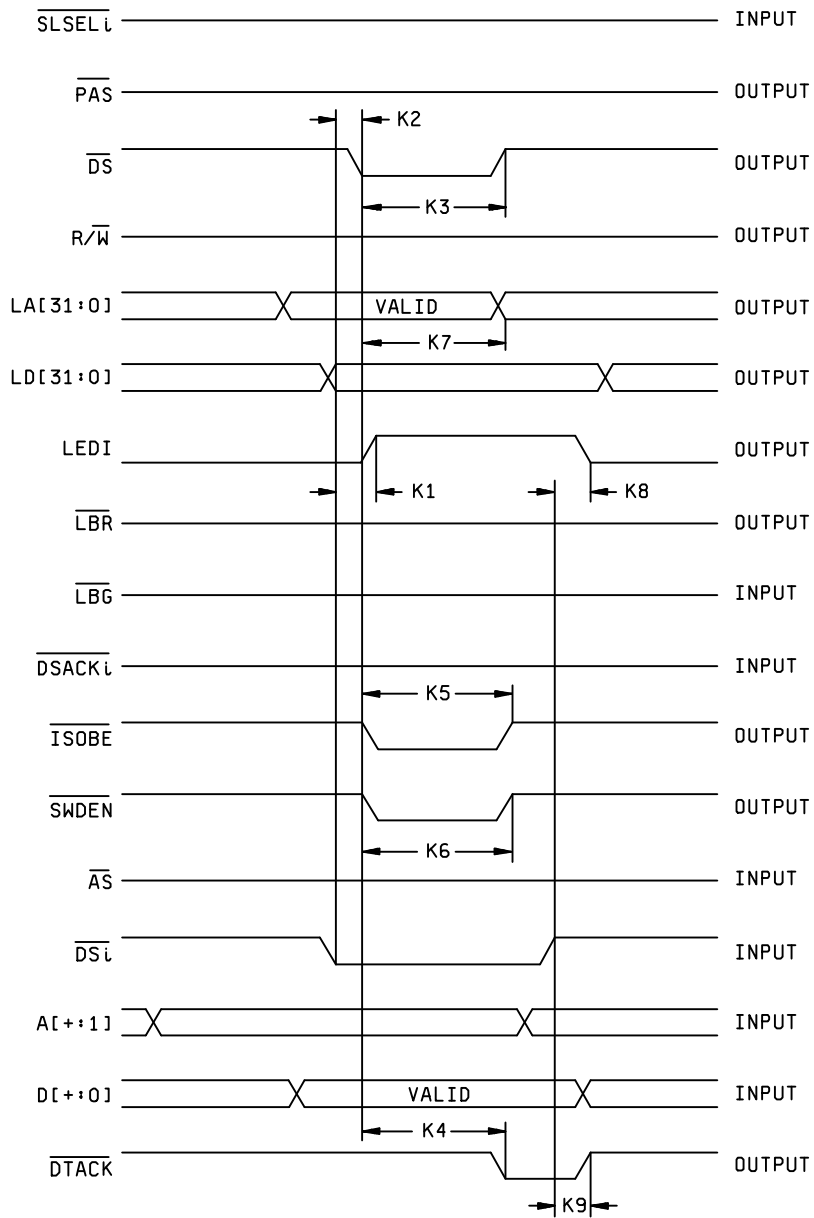 SLSELi INPUT
PAS OUTPUT
K2
DS OUTPUT
K3
R/W OUTPUT
LA[31:0] VALID OUTPUT
K7
LD[31:0] OUTPUT
LEDI OUTPUT
K1 K8
LBR OUTPUT
LBG INPUT
DSACKi INPUT
K5
ISOBE OUTPUT
SWDEN OUTPUT
K6
AS INPUT
DSi INPUT
A[+:1] INPUT
D[+:0] VALID INPUT
K4
DTACK OUTPUT
K9